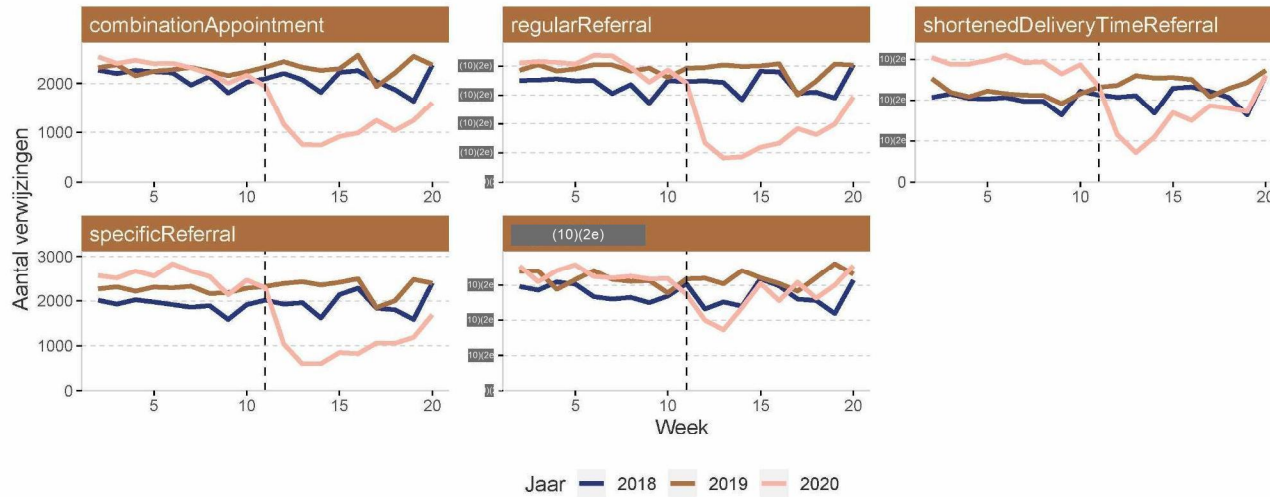 combinationAppointment
2000
1000
0
5 10 15 20
regularReferral
(10)(2e)
(10)(2e)
(10)(2e)
(10)(2e)
5 10 15 20
shortenedDeliveryTimeReferral
(10)(2e)
(10)(2e)
(10)(2e)
0
5 10 15 20
specificReferral
3000
2000
1000
0
5 10 15 20
(10)(2e)
(10)(2e)
(10)(2e)
(10)(2e)
5 10 15 20
Aantal verwijzingen
Week
Jaar 2018 2019 2020